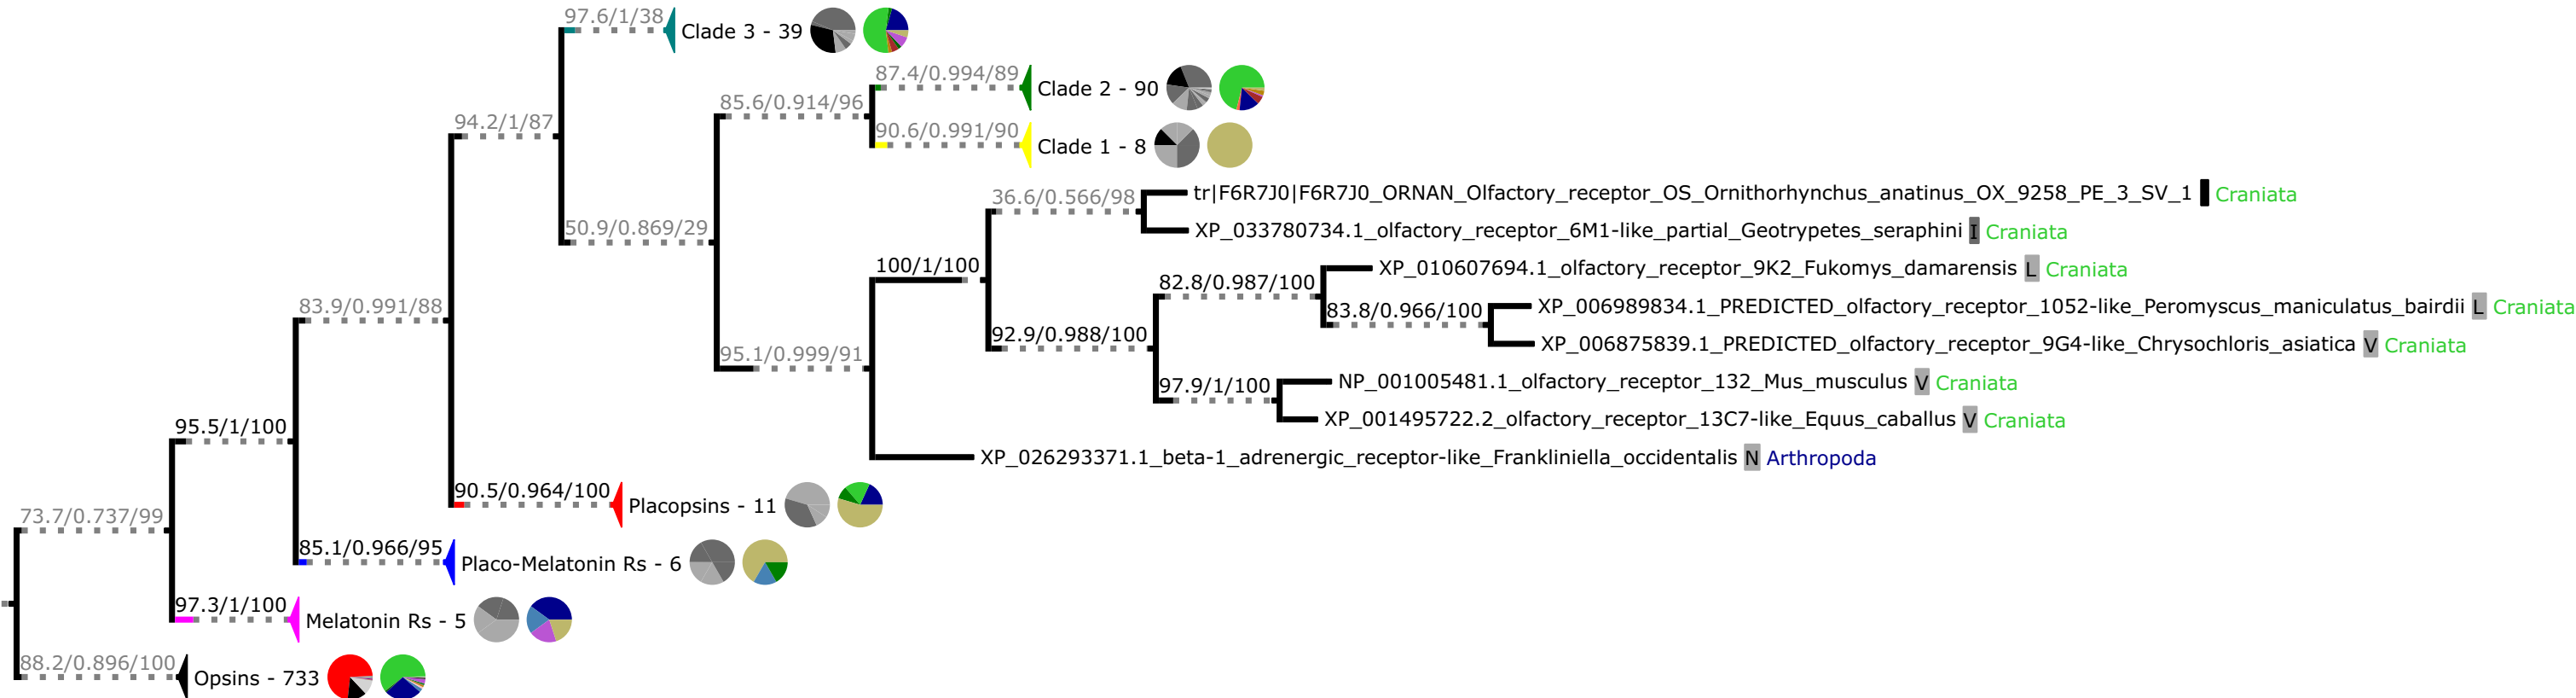 97.6/1/38
Clade 3 - 39
87.4/0.994/89
Clade 2 - 90
85.6/0.914/96
94.2/1/87
90.6/0.991/90
Clade 1 - 8
36.6/0.566/98
tr|F6R7J0|F6R7J0_ORNAN_Olfactory_receptor_OS_Ornithorhynchus_anatinus_OX_9258_PE_3_SV_1 Craniata
50.9/0.869/29
XP_033780734.1_olfactory_receptor_6M1-like_partial_Geotrypetes_seraphini I Craniata
100/1/100
XP_010607694.1_olfactory_receptor_9K2_Fukomys_damarensis L Craniata
82.8/0.987/100
83.9/0.991/88
83.8/0.966/100
XP_006989834.1_PREDICTED_olfactory_receptor_1052-like_Peromyscus_maniculatus_bairdii L Craniata
92.9/0.988/100
XP_006875839.1_PREDICTED_olfactory_receptor_9G4-like_Chrysochloris_asiatica V Craniata
95.1/0.999/91
97.9/1/100
NP_001005481.1_olfactory_receptor_132_Mus_musculus V Craniata
95.5/1/100
XP_001495722.2_olfactory_receptor_13C7-like_Equus_caballus V Craniata
XP_026293371.1_beta-1_adrenergic_receptor-like_Frankliniella_occidentalis N Arthropoda
90.5/0.964/100
Placopsins - 11
73.7/0.737/99
85.1/0.966/95
Placo-Melatonin Rs - 6
97.3/1/100
Melatonin Rs - 5
88.2/0.896/100
Opsins - 733